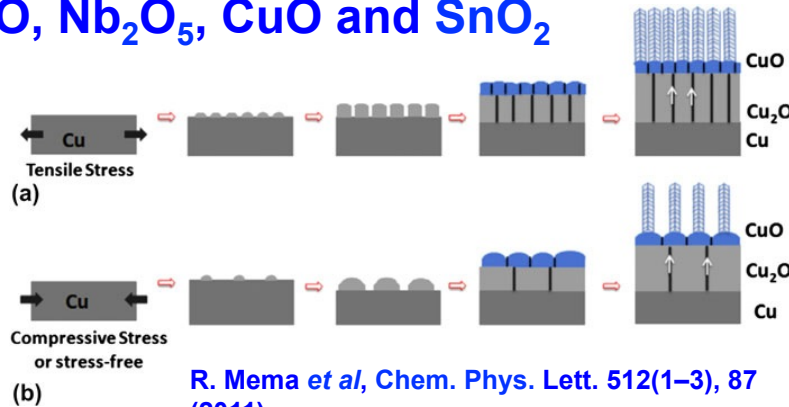 O, Nb₂O₅, CuO and SnO₂
CuO
Cu₂O
Cu
Cu
Tensile Stress
(a)
CuO
Cu₂O
Cu
Cu
Compressive Stress
or stress-free
(b)
R. Mema et al, Chem. Phys. Lett. 512(1–3), 87
(2011)